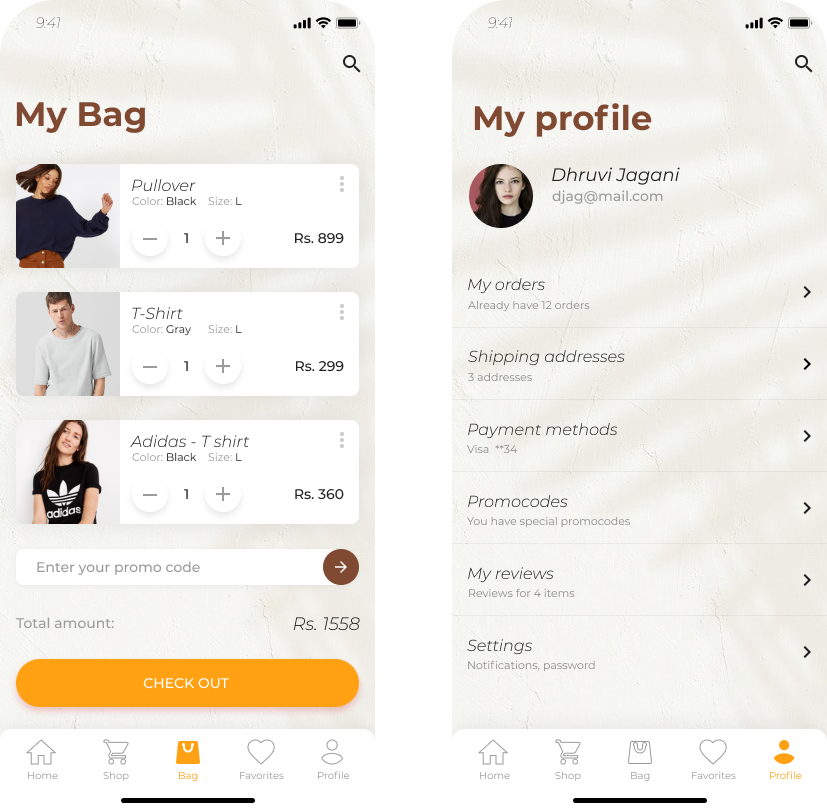 9:41
My Bag
Pullover
Color: Black Size: L
1
Rs. 899
T-Shirt
Color: Gray Size: L
1
Rs. 299
adidas
Adidas - T shirt
Color: Black Size: L
1
Rs. 360
Enter your promo code
Total amount:
Rs. 1558
CHECK OUT
Home Shop Bag Favorites Profile
9:41
My profile
Dhruvi Jagani
djag@mail.com
My orders
Already have 12 orders
Shipping addresses
3 addresses
Payment methods
Visa **34
Promocodes
You have special promocodes
My reviews
Reviews for 4 items
Settings
Notifications, password
Home Shop Bag Favorites Profile